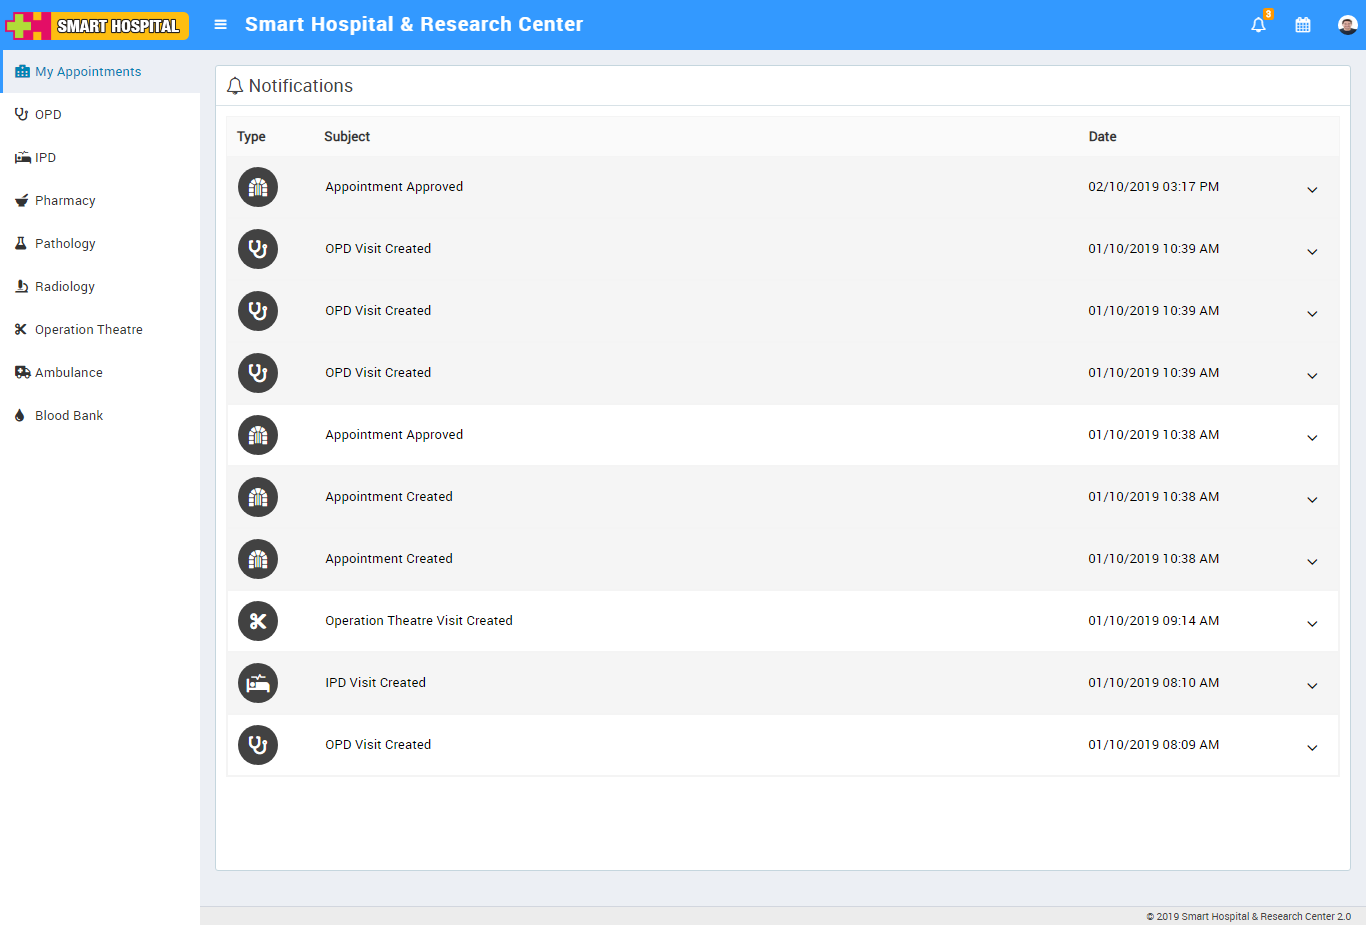 SMART HOSPITAL
Smart Hospital & Research Center
3
My Appointments
OPD
IPD
Pharmacy
Pathology
Radiology
Operation Theatre
Ambulance
Blood Bank
Notifications
Type Subject Date
Appointment Approved 02/10/2019 03:17 PM
OPD Visit Created 01/10/2019 10:39 AM
OPD Visit Created 01/10/2019 10:39 AM
OPD Visit Created 01/10/2019 10:39 AM
Appointment Approved 01/10/2019 10:38 AM
Appointment Created 01/10/2019 10:38 AM
Appointment Created 01/10/2019 10:38 AM
Operation Theatre Visit Created 01/10/2019 09:14 AM
IPD Visit Created 01/10/2019 08:10 AM
OPD Visit Created 01/10/2019 08:09 AM
© 2019 Smart Hospital & Research Center 2.0